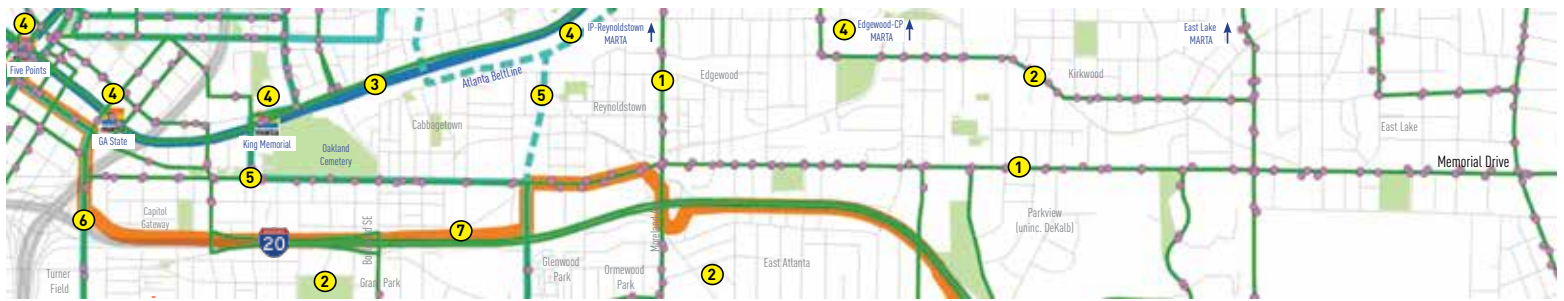 4
4
IP-Reynoldstown
MARTA
4
Edgewood-CP
MARTA
East Lake
MARTA
Five Points
4
4
3
Atlanta BeltLine
5
1
Edgewood
2
Kirkwood
Reynoldstown
Cabbagetown
East Lake
GA State
King Memorial
Oakland
Cemetery
5
1
Memorial Drive
6
Capitol
Gateway
20
7
Moreland
Parkview
(uninc. DeKalb)
Turner
Field
2
Grant Park
Glenwood
Park
Ormewood
Park
2
East Atlanta